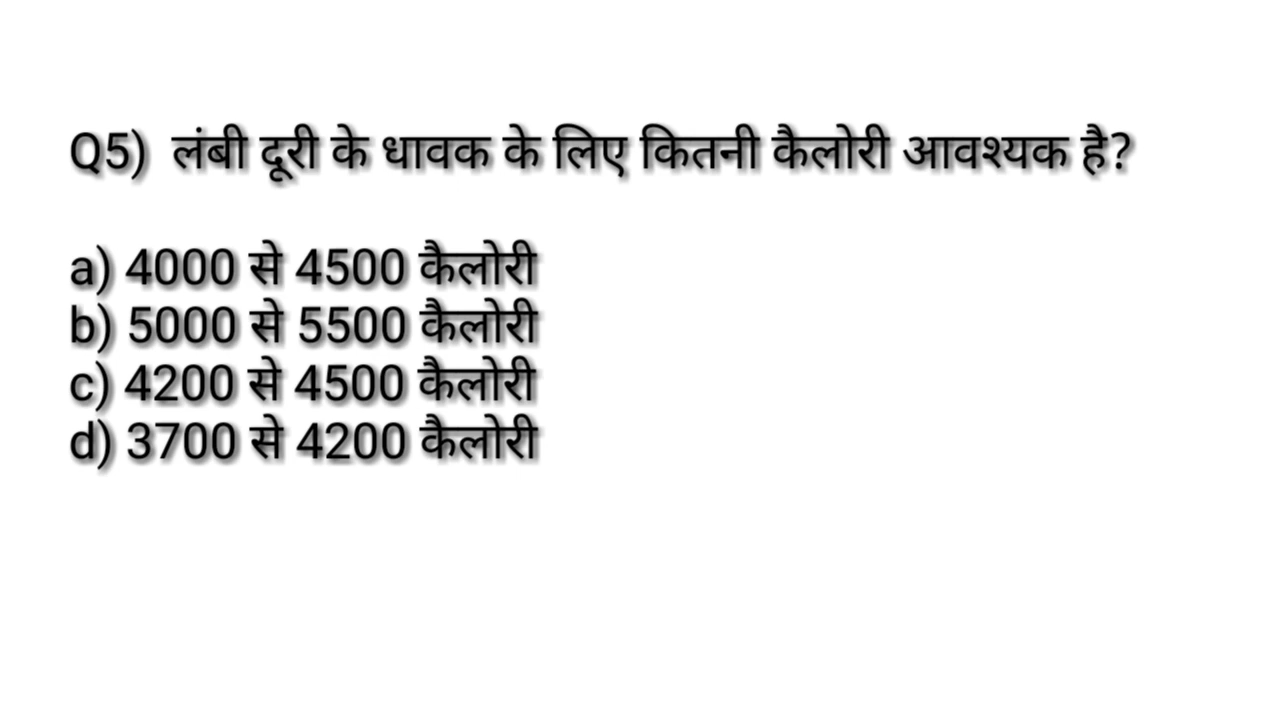 Q5) लंबी दूरी के धावक के लिए कितनी कैलोरी आवश्यक है?
a) 4000 से 4500 कैलोरी
b) 5000 से 5500 कैलोरी
c) 4200 से 4500 कैलोरी
d) 3700 से 4200 कैलोरी